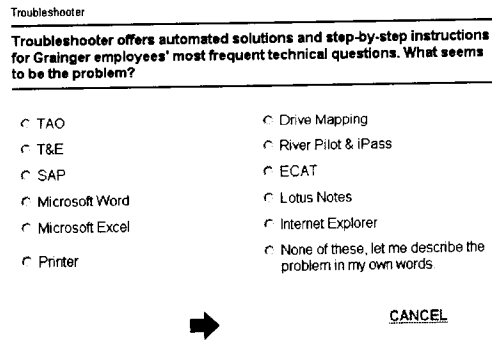 Troubleshooter
Troubleshooter offers automated solutions and step-by-step instructions
for Grainger employees' most frequent technical questions. What seems
to be the problem?
TAO
T&E
SAP
Microsoft Word
Microsoft Excel
Printer
Drive Mapping
River Pilot & iPass
ECAT
Lotus Notes
Internet Explorer
None of these, let me describe the
problem in my own words.
CANCEL